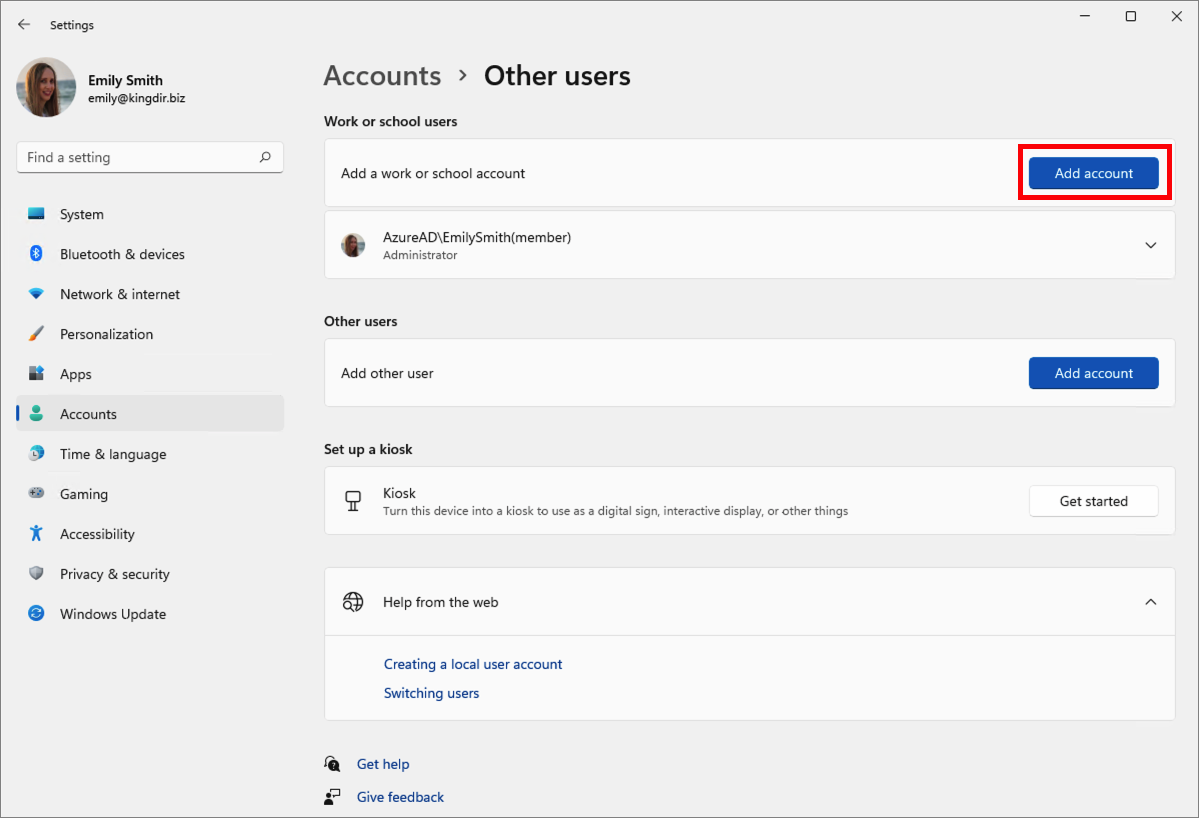 Settings
Emily Smith
emily@kingdir.biz
Find a setting
System
Bluetooth & devices
Network & internet
Personalization
Apps
Accounts
Time & language
Gaming
Accessibility
Privacy & security
Windows Update
Accounts > Other users
Work or school users
Add a work or school account
Add account
AzureAD\EmilySmith(member)
Administrator
Other users
Add other user
Add account
Set up a kiosk
Kiosk
Turn this device into a kiosk to use as a digital sign, interactive display, or other things
Get started
Help from the web
Creating a local user account
Switching users
Get help
Give feedback